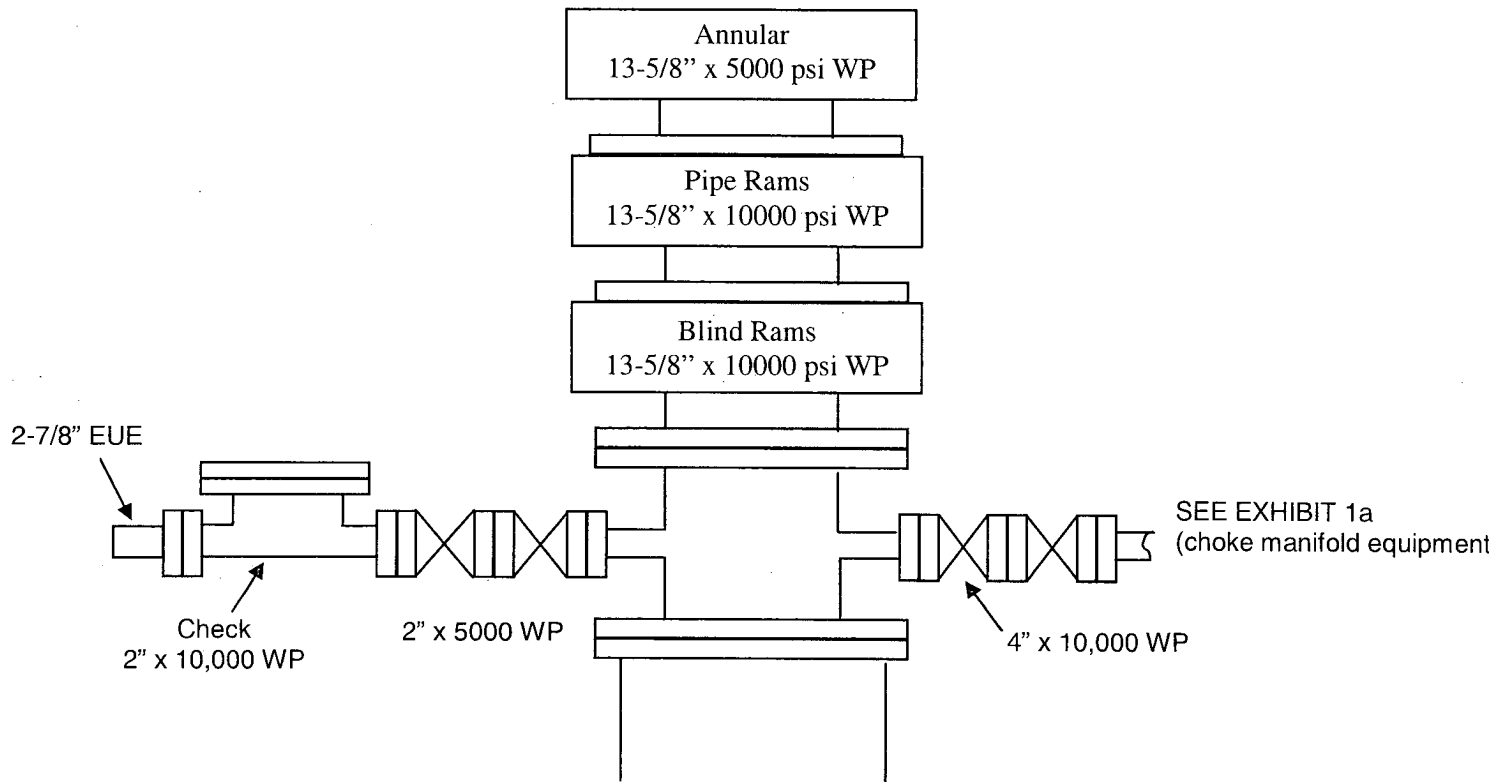 Annular
13-5/8” x 5000 psi WP
Pipe Rams
13-5/8” x 10000 psi WP
Blind Rams
13-5/8” x 10000 psi WP
2-7/8” EUE
SEE EXHIBIT 1a
(choke manifold equipment
Check
2” x 10,000 WP
2” x 5000 WP
4” x 10,000 WP